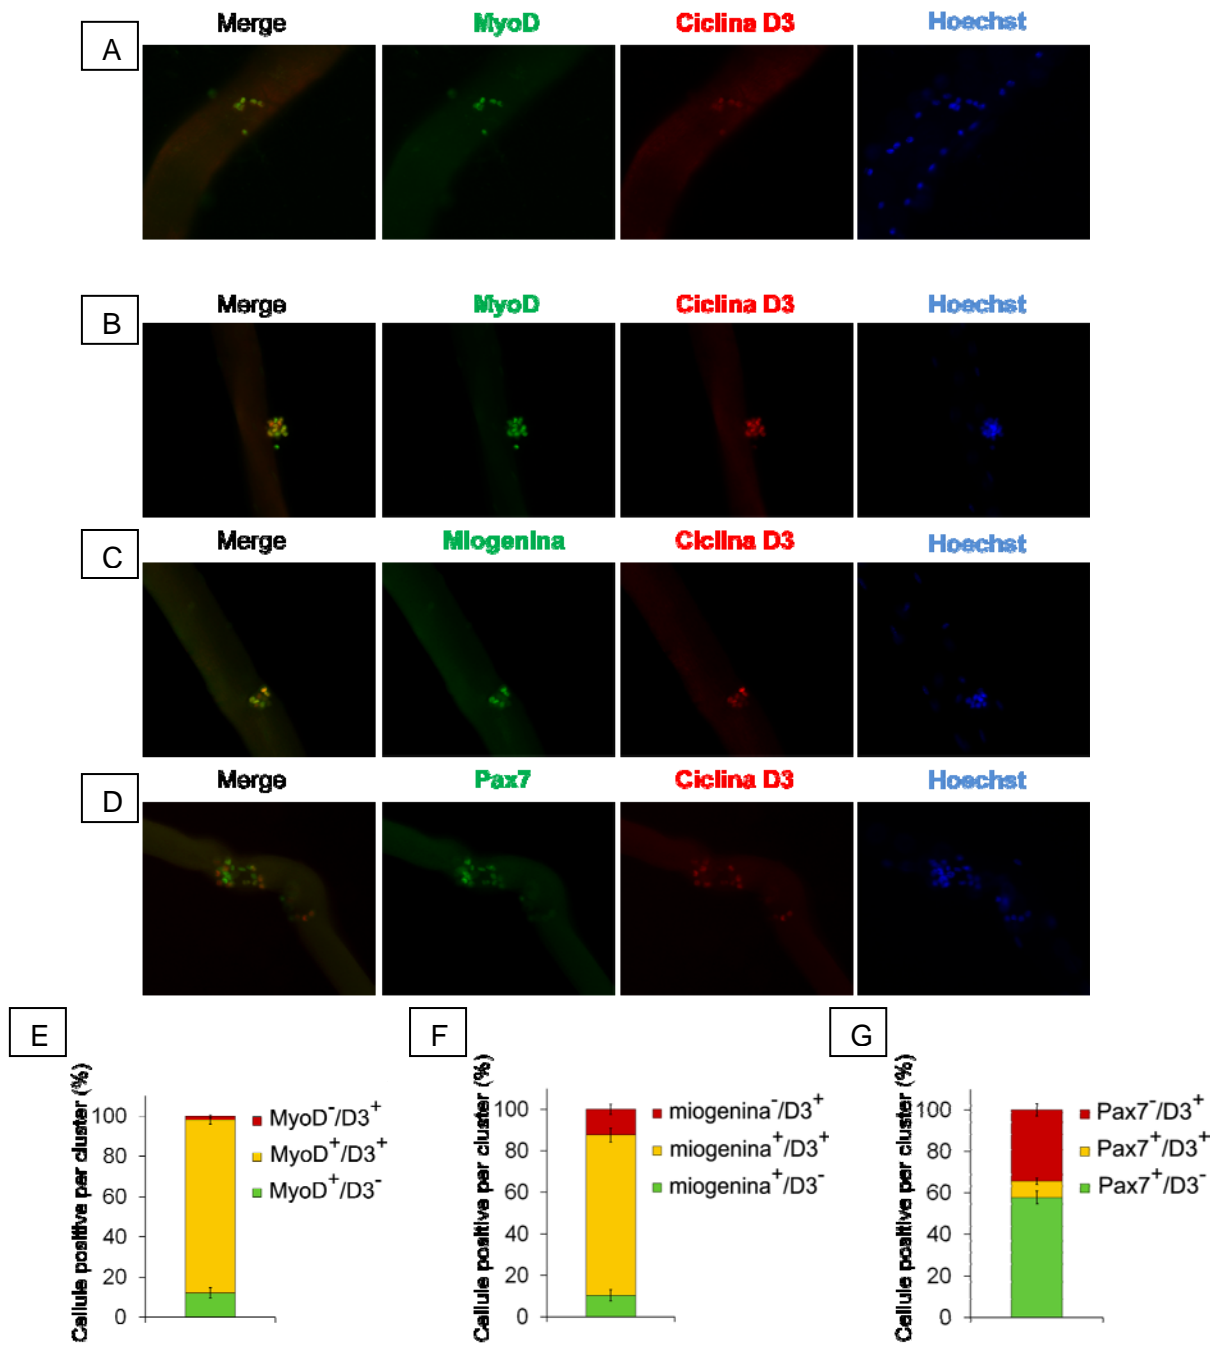 A
Merge MyoD Ciclina D3 Hoechst
B
Merge MyoD Ciclina D3 Hoechst
C
Merge Miogenina Ciclina D3 Hoechst
D
Merge Pax7 Ciclina D3 Hoechst
E
Cellule positive per cluster (%)
100
80
60
40
20
0
MyoD⁻/D3⁺
MyoD⁺/D3⁺
MyoD⁺/D3⁻
F
Cellule positive per cluster (%)
100
80
60
40
20
0
miogenina⁻/D3⁺
miogenina⁺/D3⁺
miogenina⁺/D3⁻
G
Cellule positive per cluster (%)
100
80
60
40
20
0
Pax7⁻/D3⁺
Pax7⁺/D3⁺
Pax7⁺/D3⁻